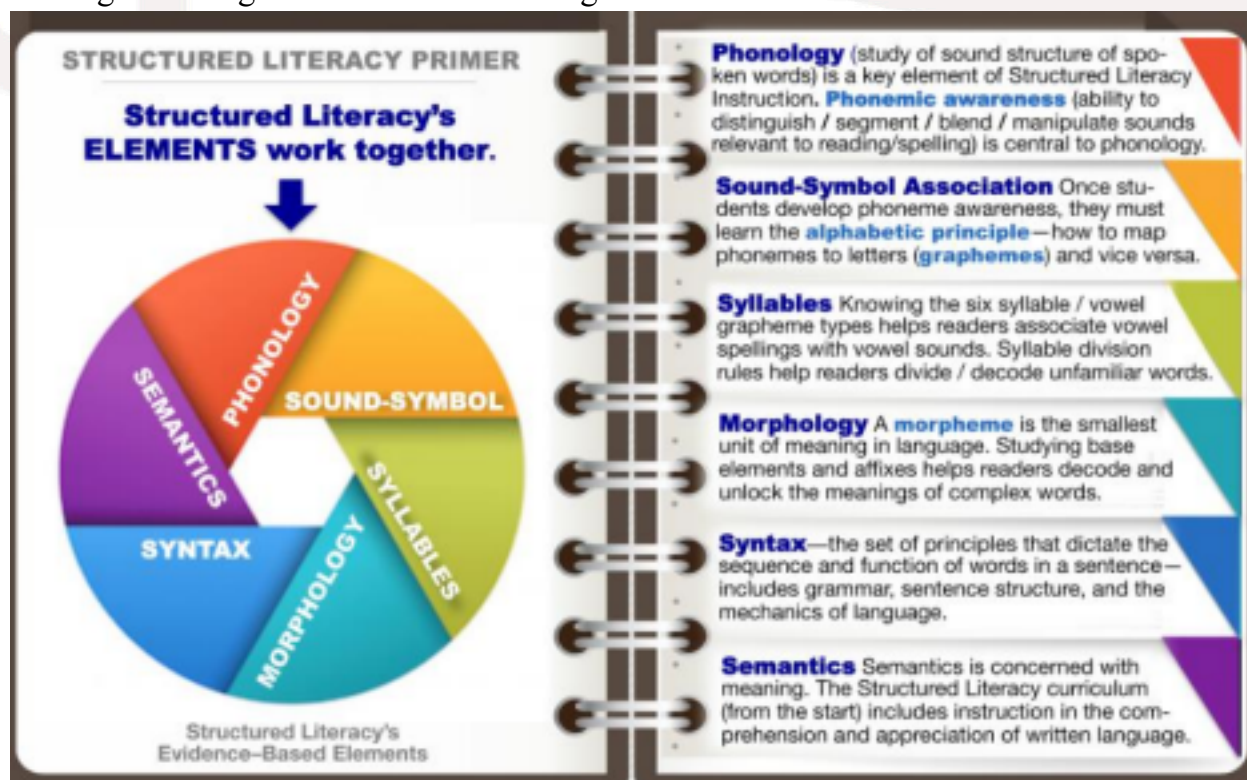 STRUCTURED LITERACY PRIMER
Structured Literacy's
ELEMENTS work together.
PHONOLOGY
SOUND-SYMBOL
SYLLABLES
MORPHOLOGY
SYNTAX
SEMANTICS
Structured Literacy's
Evidence–Based Elements
Phonology (study of sound structure of spo-
ken words) is a key element of Structured Literacy
Instruction. Phonemic awareness (ability to
distinguish / segment / blend / manipulate sounds
relevant to reading/spelling) is central to phonology.
Sound-Symbol Association Once stu-
dents develop phoneme awareness, they must
learn the alphabetic principle—how to map
phonemes to letters (graphemes) and vice versa.
Syllables Knowing the six syllable / vowel
grapheme types helps readers associate vowel
spellings with vowel sounds. Syllable division
rules help readers divide / decode unfamiliar words.
Morphology A morpheme is the smallest
unit of meaning in language. Studying base
elements and affixes helps readers decode and
unlock the meanings of complex words.
Syntax—the set of principles that dictate the
sequence and function of words in a sentence—
includes grammar, sentence structure, and the
mechanics of language.
Semantics Semantics is concerned with
meaning. The Structured Literacy curriculum
(from the start) includes instruction in the com-
prehension and appreciation of written language.